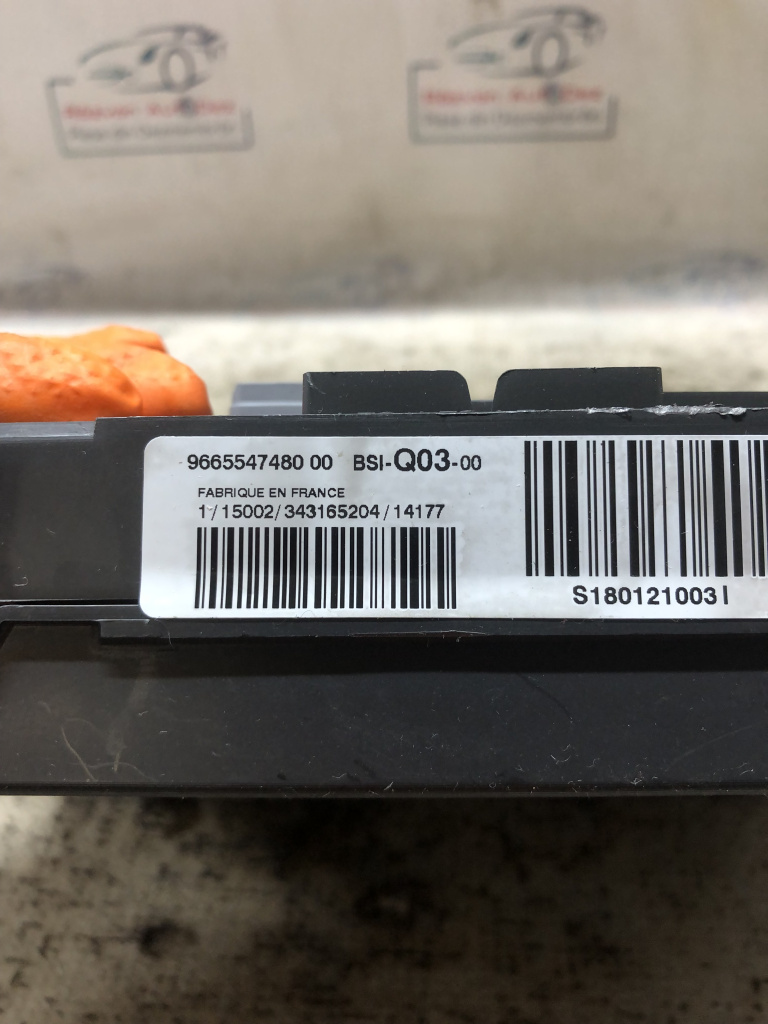 9665547480 00 BSI-Q03-00
FABRIQUE EN FRANCE
1/15002/343165204/14177
S180121003I